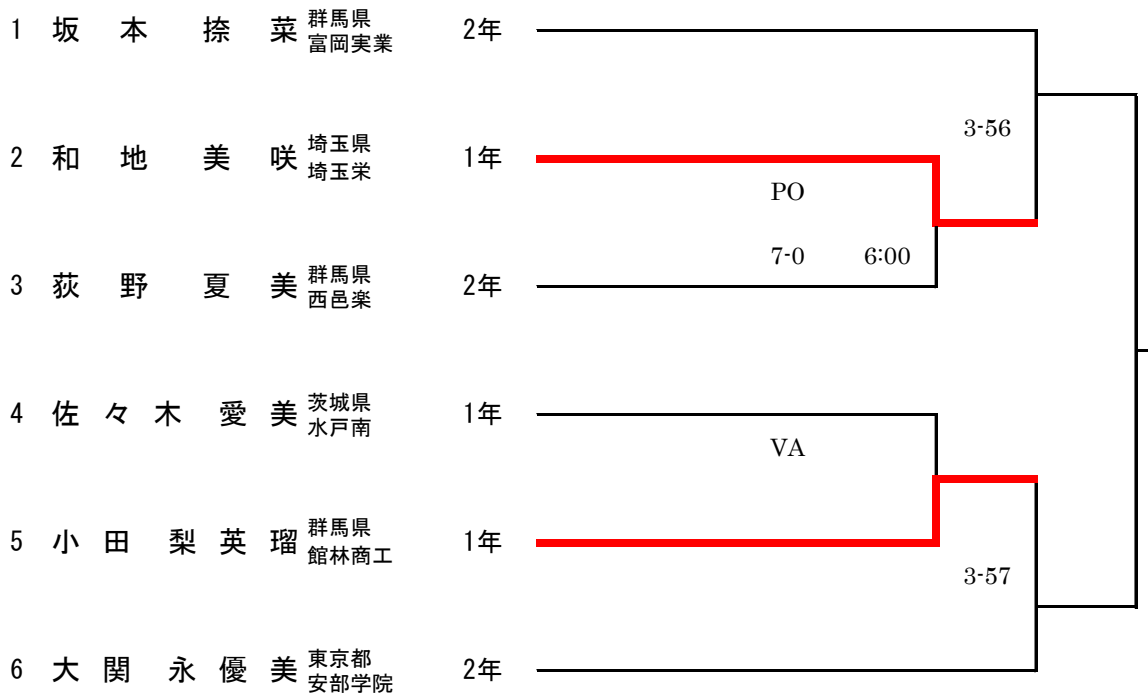 1 坂本捺菜 群馬県 富岡実業 2年
3-56
2 和地美咲 埼玉県 埼玉栄 1年
PO
7-0 6:00
3 荻野夏美 群馬県 西邑楽 2年
4 佐々木愛美 茨城県 水戸南 1年
VA
5 小田梨英瑠 群馬県 館林商工 1年
3-57
6 大関永優美 東京都 安部学院 2年